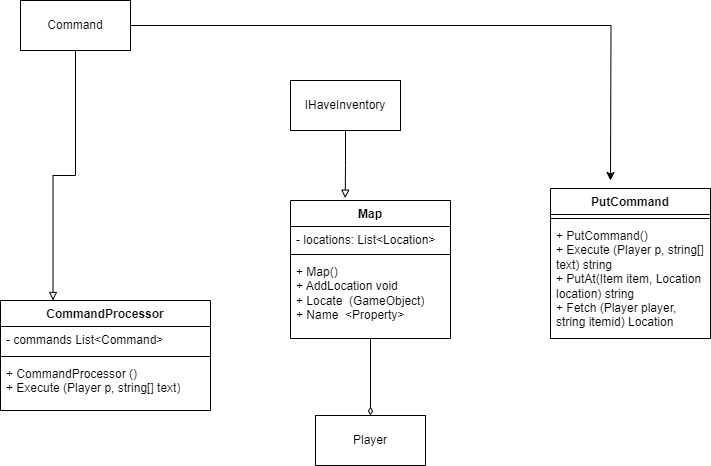 Command
IHaveInventory
Map
- locations: List<Location>
+ Map()
+ AddLocation void
+ Locate (GameObject)
+ Name <Property>
PutCommand
+ PutCommand()
+ Execute (Player p, string[]
text) string
+ PutAt(Item item, Location
location) string
+ Fetch (Player player,
string itemid) Location
CommandProcessor
- commands List<Command>
+ CommandProcessor ()
+ Execute (Player p, string[] text)
Player